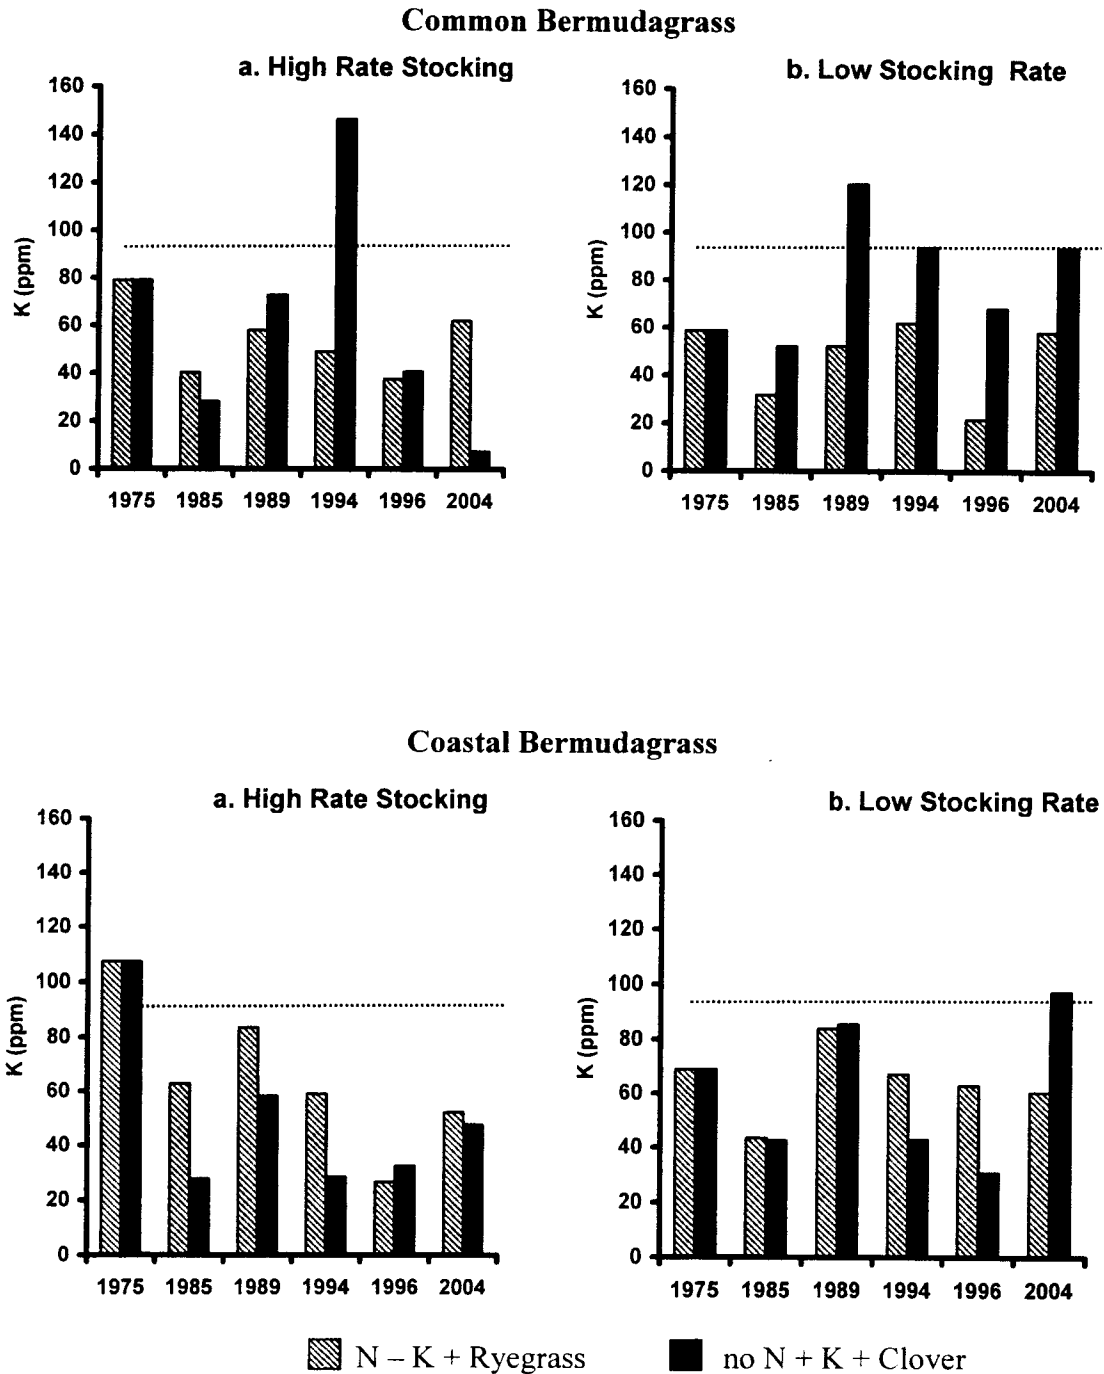 Common Bermudagrass
a. High Rate Stocking
160
140
120
100
80
60
40
20
0
K (ppm)
1975 1985 1989 1994 1996 2004
b. Low Stocking Rate
160
140
120
100
80
60
40
20
0
K (ppm)
1975 1985 1989 1994 1996 2004
Coastal Bermudagrass
a. High Rate Stocking
160
140
120
100
80
60
40
20
0
K (ppm)
1975 1985 1989 1994 1996 2004
b. Low Stocking Rate
160
140
120
100
80
60
40
20
0
K (ppm)
1975 1985 1989 1994 1996 2004
N – K + Ryegrass
no N + K + Clover